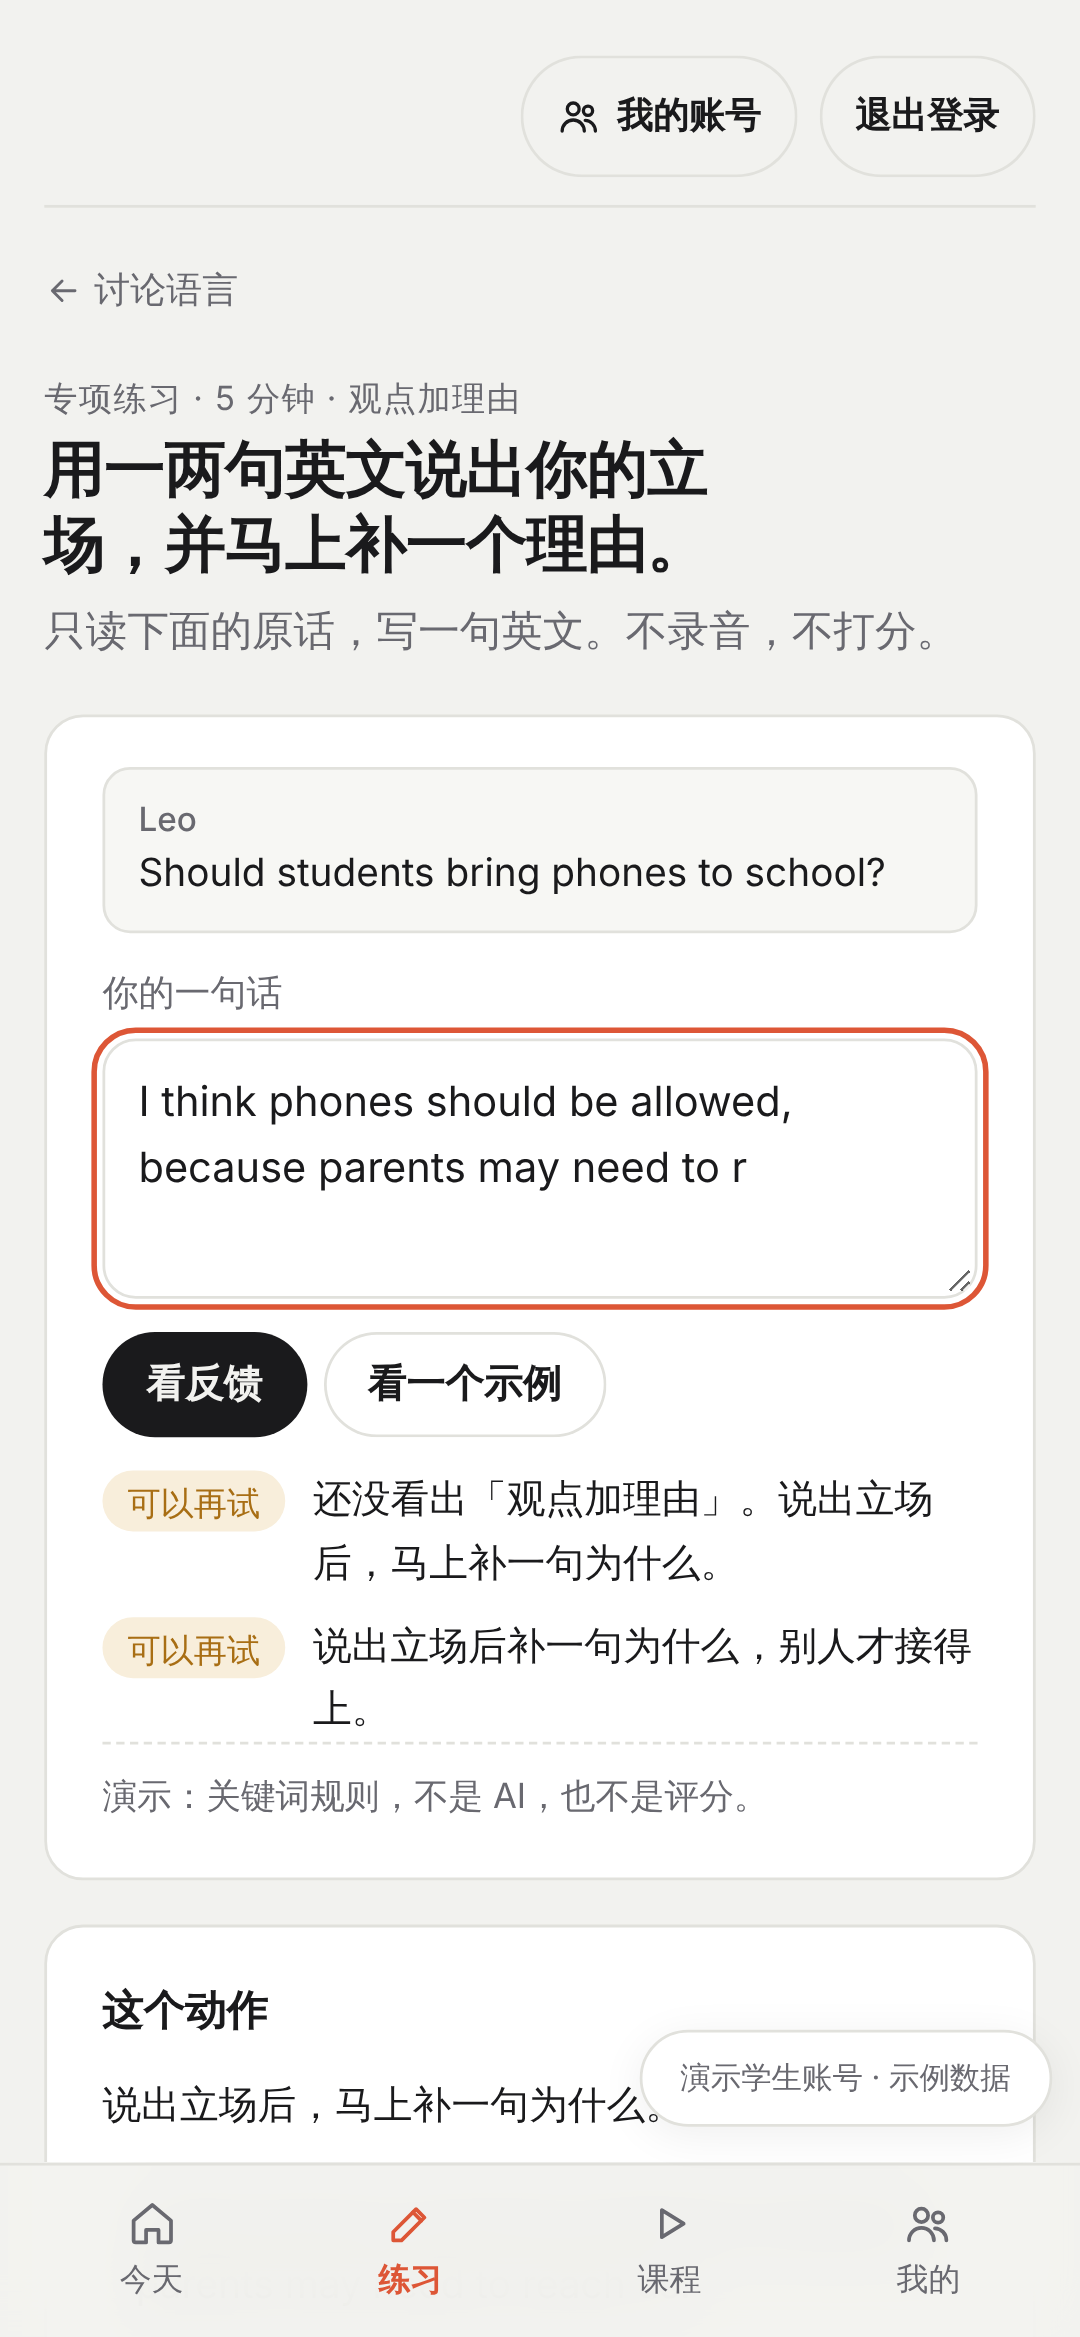 我的账号
退出登录
← 讨论语言
专项练习 · 5 分钟 · 观点加理由
用一两句英文说出你的立
场，并马上补一个理由。
只读下面的原话，写一句英文。不录音，不打分。
Leo
Should students bring phones to school?
你的一句话
I think phones should be allowed,
because parents may need to r
看反馈
看一个示例
可以再试
还没看出「观点加理由」。说出立场
后，马上补一句为什么。
可以再试
说出立场后补一句为什么，别人才接得
上。
演示：关键词规则，不是 AI，也不是评分。
这个动作
说出立场后，马上补一句为什么。
演示学生账号 · 示例数据
今天
练习
课程
我的